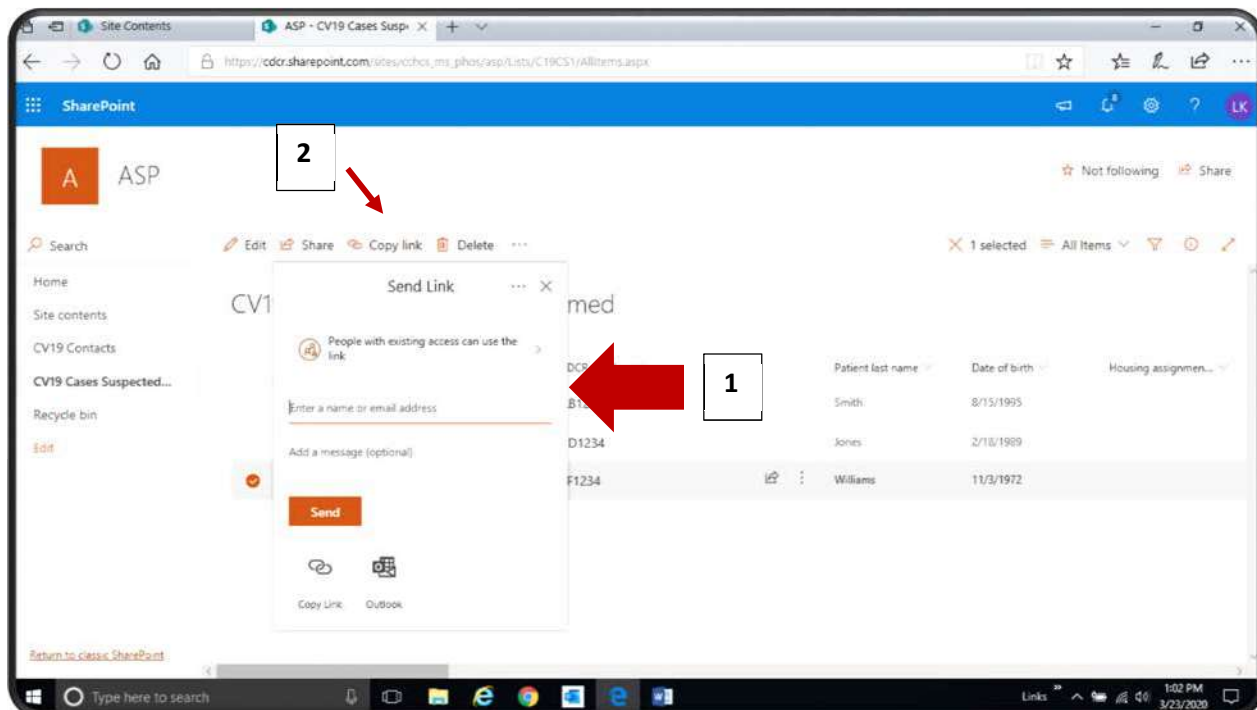 Site Contents
ASP - CV19 Cases Susp
https://cdcr.sharepoint.com/sites/cchcs_ms_phos/asp/Lists/C19CS1/AllItems.aspx
SharePoint
8
?
LK
2
A
ASP
Not following
Share
Search
Edit
Share
Copy link
Delete
...
1 selected
All Items
Home
Site contents
CV19 Contacts
CV19 Cases Suspected...
Recycle bin
Edit
CV1
med
Send Link
...
People with existing access can use the
link
Enter a name or email address
Add a message (optional)
Send
Copy Link
Outlook
1
DCR
Patient last name
Date of birth
Housing assignmen...
B12
Smith
8/15/1995
D1234
Jones
2/18/1989
F1234
Williams
11/3/1972
Return to classic SharePoint
Type here to search
Links
1:02 PM
3/23/2020